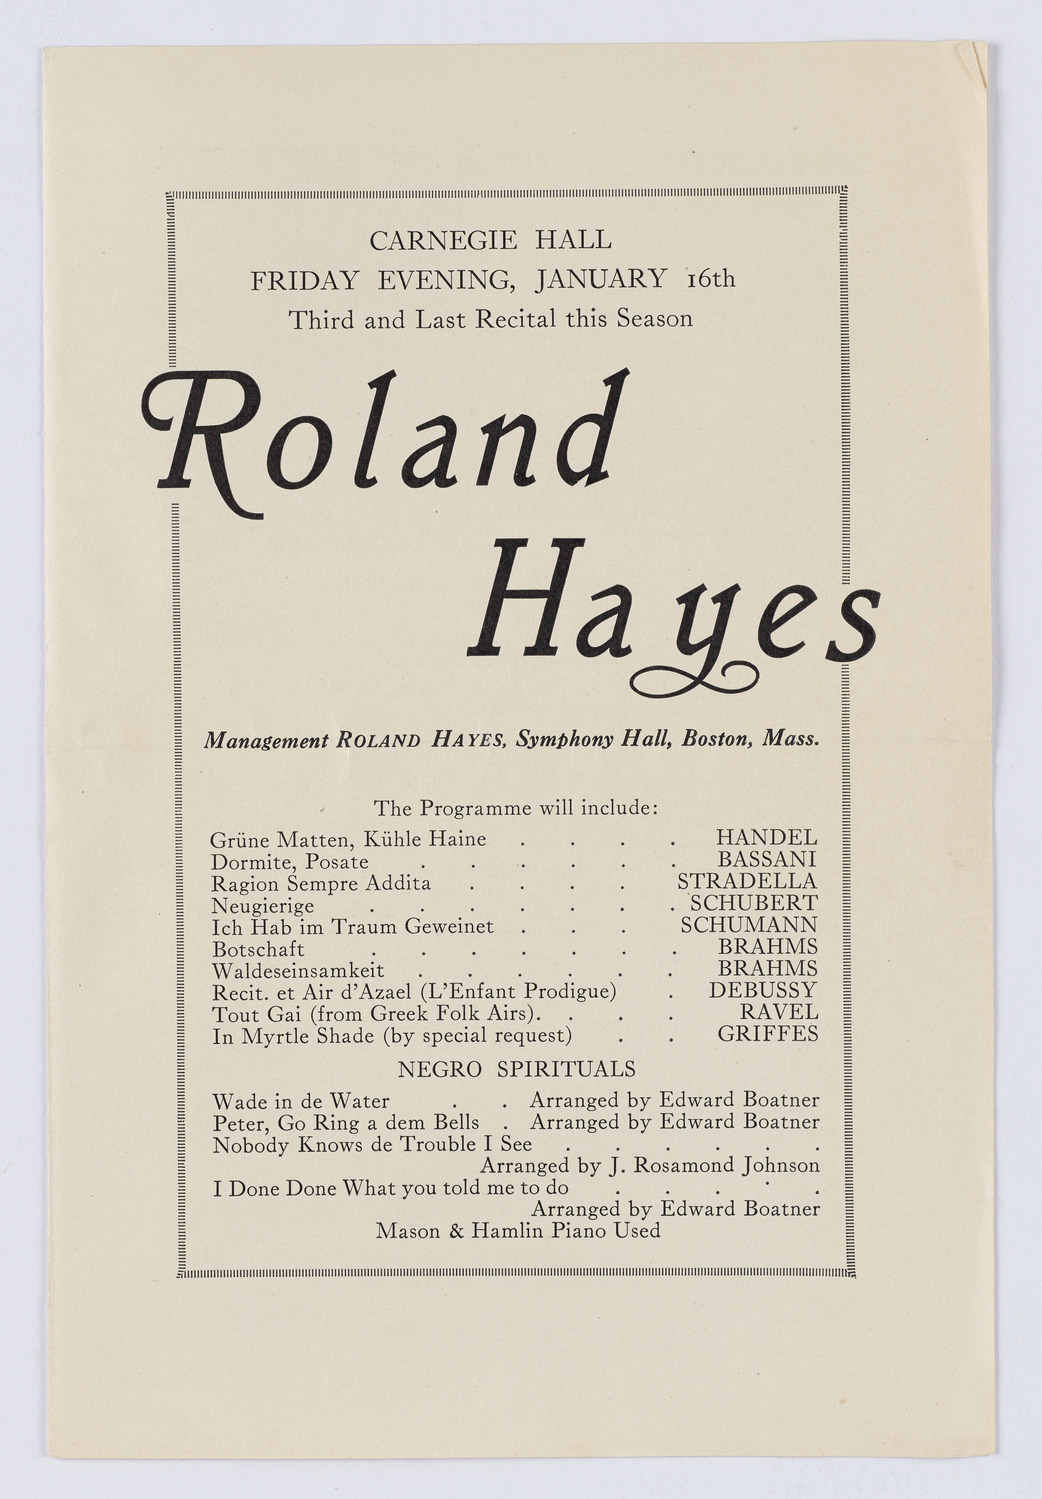 CARNEGIE HALL
FRIDAY EVENING, JANUARY 16th
Third and Last Recital this Season
Roland
Hayes
Management ROLAND HAYES, Symphony Hall, Boston, Mass.
The Programme will include:
Grüne Matten, Kühle Haine . . . . HANDEL
Dormite, Posate . . . . . . BASSANI
Ragion Sempre Addita . . . . STRADELLA
Neugierige . . . . . . . SCHUBERT
Ich Hab im Traum Geweinet . . . SCHUMANN
Botschaft . . . . . . . BRAHMS
Waldeseinsamkeit . . . . . . BRAHMS
Recit. et Air d'Azael (L'Enfant Prodigue) . DEBUSSY
Tout Gai (from Greek Folk Airs). . . . RAVEL
In Myrtle Shade (by special request) . . GRIFFES
NEGRO SPIRITUALS
Wade in de Water . . Arranged by Edward Boatner
Peter, Go Ring a dem Bells . Arranged by Edward Boatner
Nobody Knows de Trouble I See . . . . . .
Arranged by J. Rosamond Johnson
I Done Done What you told me to do . . . . .
Arranged by Edward Boatner
Mason & Hamlin Piano Used